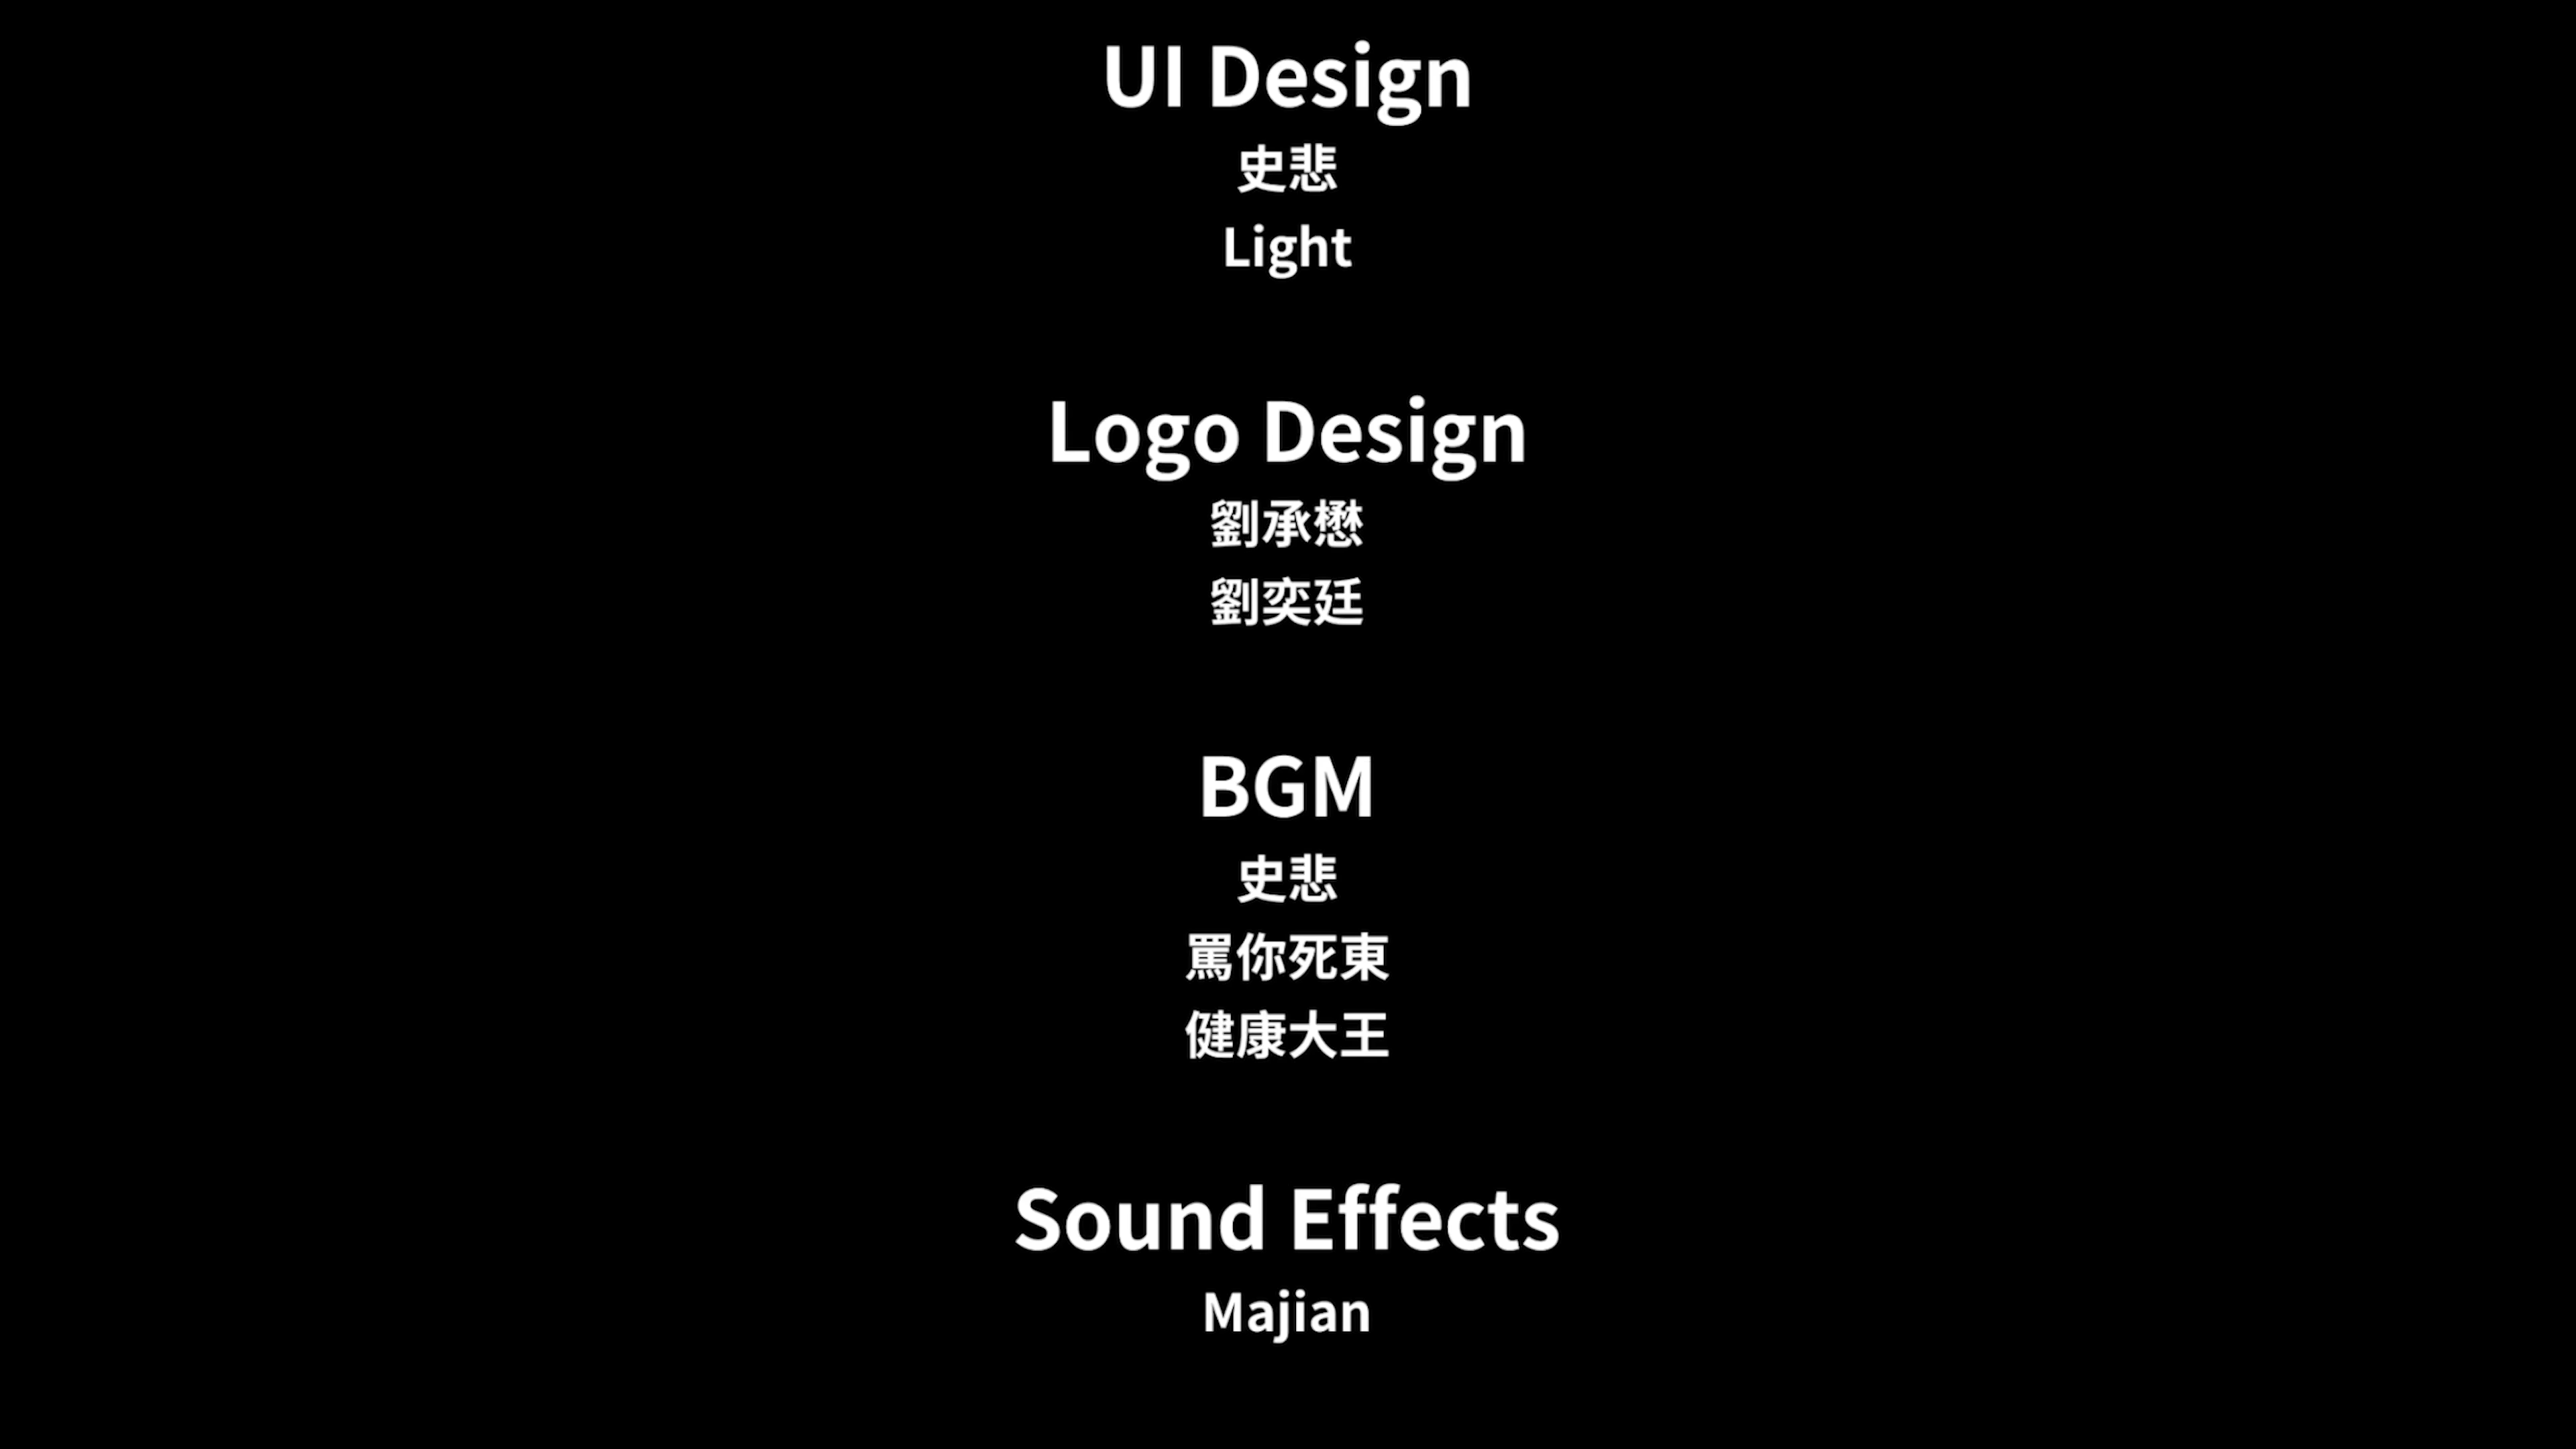 UI Design
史悲
Light
Logo Design
劉承懋
劉奕廷
BGM
史悲
罵你死東
健康大王
Sound Effects
Majian